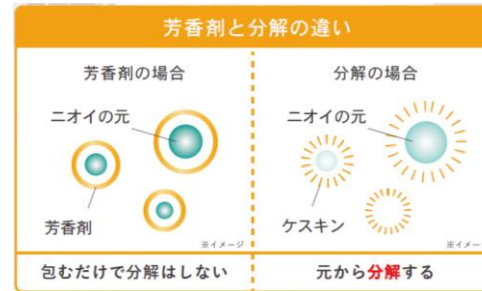 芳香剤と分解の違い
芳香剤の場合
ニオイの元
芳香剤
※イメージ
包むだけで分解はしない
分解の場合
ニオイの元
ケスキン
※イメージ
元から分解する